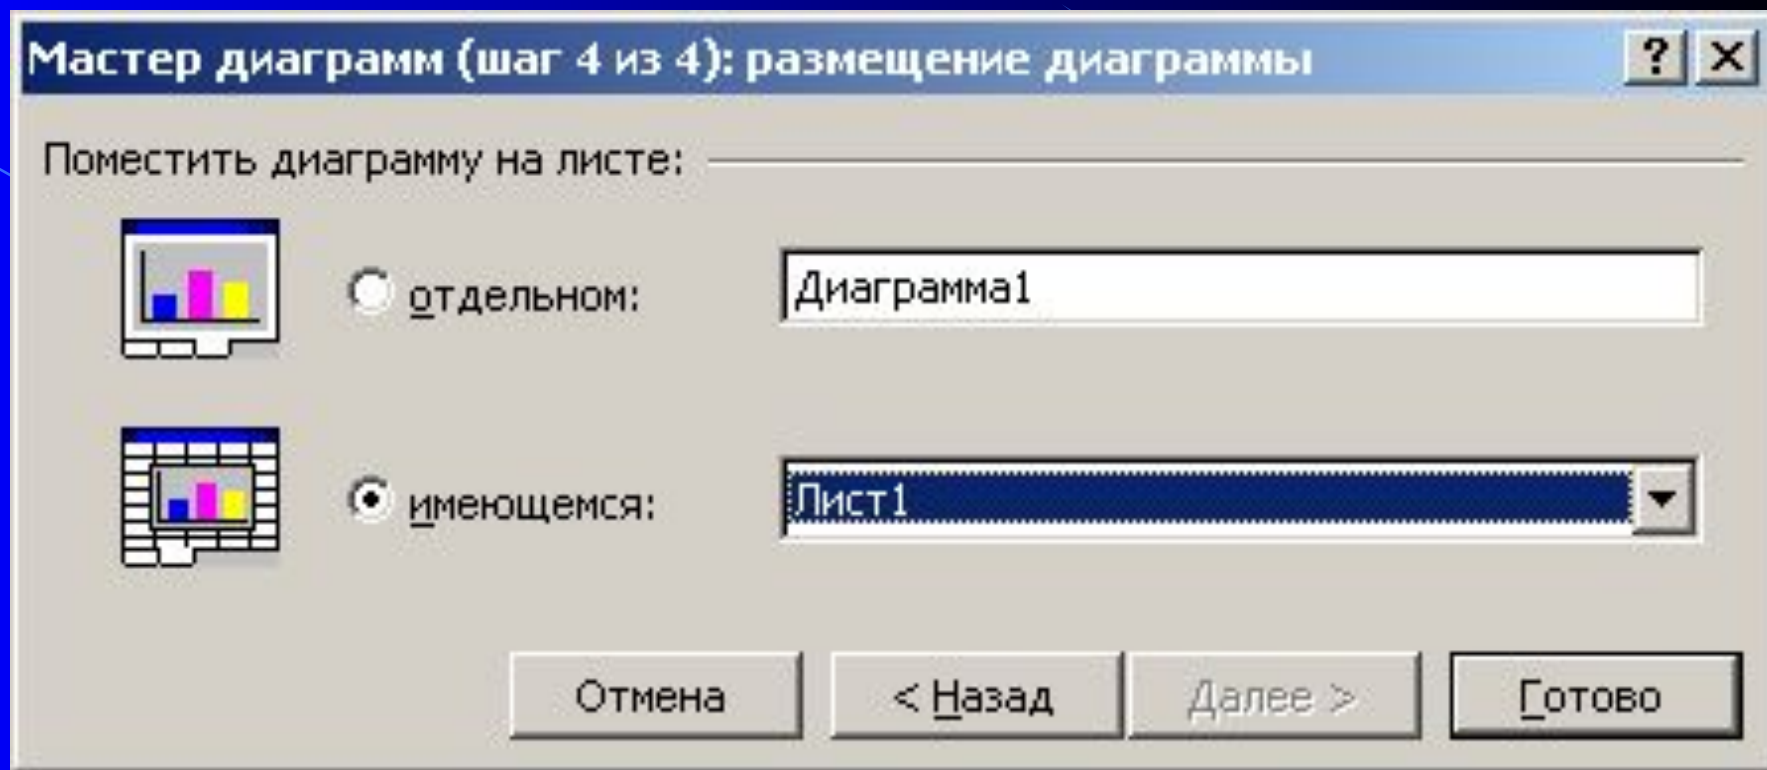 Мастер диаграмм (шаг 4 из 4): размещение диаграммы
Поместить диаграмму на листе:
отдельном: Диаграмма1
имеющемся: Лист1
Отмена < Назад Далее > Готово